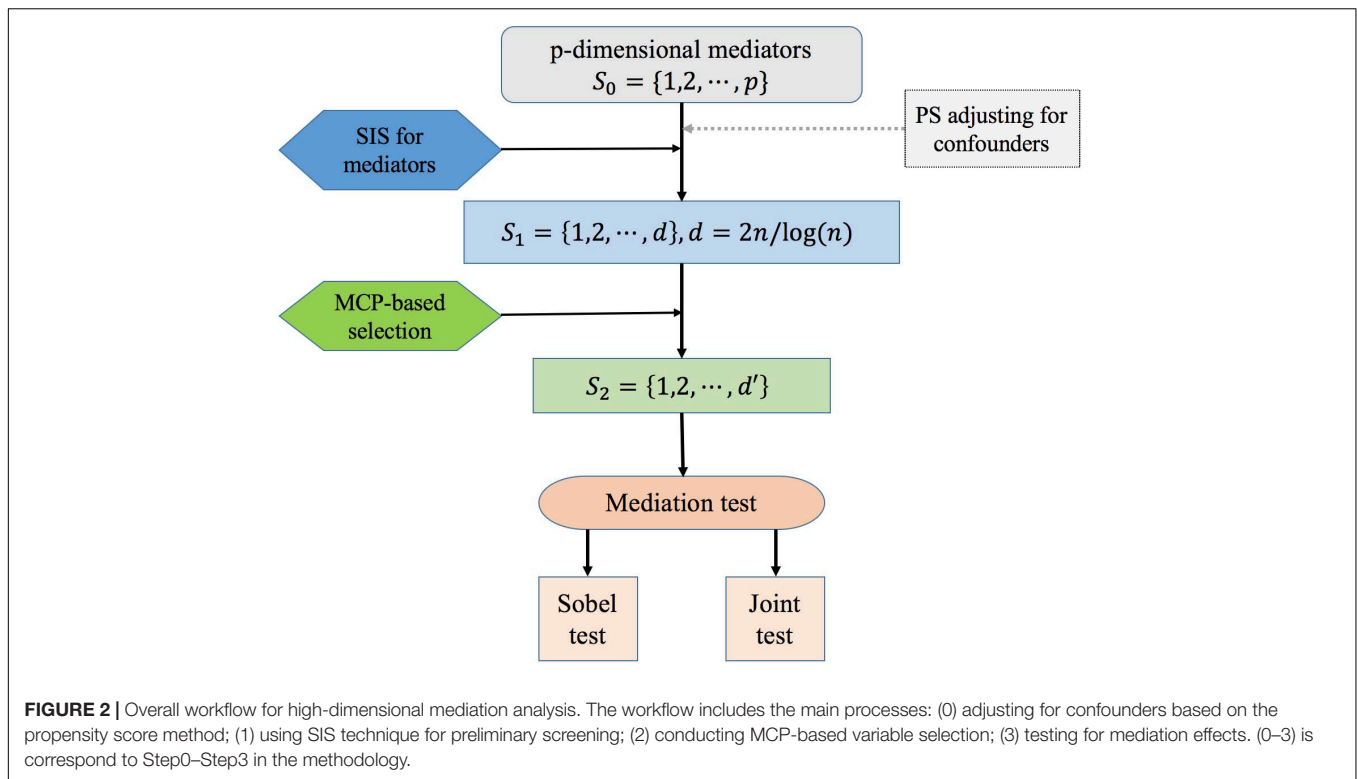 p-dimensional mediators
S₀ = {1,2, ⋯ , p}
PS adjusting for
confounders
SIS for
mediators
S₁ = {1,2, ⋯ , d}, d = 2n/log(n)
MCP-based
selection
S₂ = {1,2, ⋯ , d′}
Mediation test
Sobel
test
Joint
test
FIGURE 2 | Overall workflow for high-dimensional mediation analysis. The workflow includes the main processes: (0) adjusting for confounders based on the
propensity score method; (1) using SIS technique for preliminary screening; (2) conducting MCP-based variable selection; (3) testing for mediation effects. (0–3) is
correspond to Step0–Step3 in the methodology.